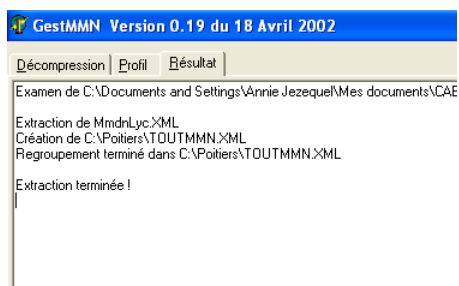 GestMMN Version 0.19 du 18 Avril 2002
Décompression Profil Résultat
Examen de C:\Documents and Settings\Annie Jezequel\Mes documents\CAE
Extraction de MmdnLyc.XML
Création de C:\Poitiers\TOUTMMN.XML
Regroupement terminé dans C:\Poitiers\TOUTMMN.XML
Extraction terminée !